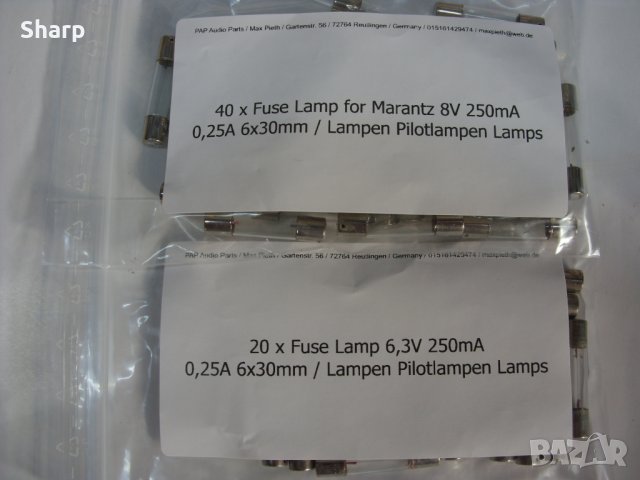 Sharp
PAP Audio Parts / Max Pieth / Gartenstr. 56 / 72764 Reutlingen / Germany / 015161429474 / maxpieth@web.de
40 x Fuse Lamp for Marantz 8V 250mA
0,25A 6x30mm / Lampen Pilotlampen Lamps
PAP Audio Parts / Max Pieth / Gartenstr. 56 / 72764 Reutlingen / Germany / 015161429474 / maxpieth@web.de
20 x Fuse Lamp 6,3V 250mA
0,25A 6x30mm / Lampen Pilotlampen Lamps
BAZAR